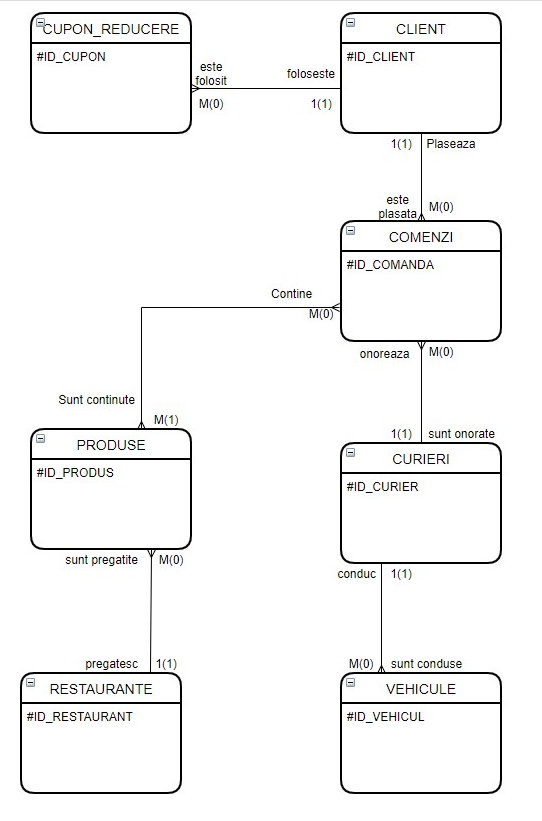 CUPON_REDUCERE
#ID_CUPON
este
folosit
M(0)
foloseste
1(1)
CLIENT
#ID_CLIENT
1(1)
Plaseaza
este
plasata
M(0)
COMENZI
#ID_COMANDA
Contine
M(0)
onoreaza
M(0)
Sunt continute
M(1)
PRODUSE
#ID_PRODUS
1(1)
sunt onorate
CURIERI
#ID_CURIER
sunt pregatite
M(0)
conduc
1(1)
pregatesc
1(1)
M(0)
sunt conduse
RESTAURANTE
#ID_RESTAURANT
VEHICULE
#ID_VEHICUL